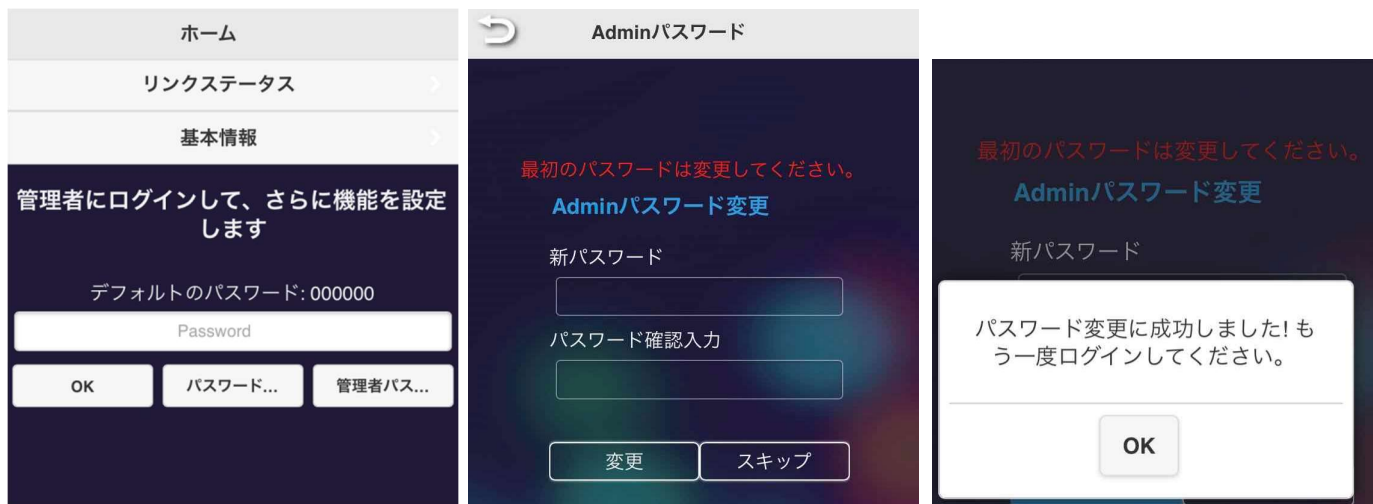 ホーム
リンクステータス
基本情報
管理者にログインして、さらに機能を設定
します
デフォルトのパスワード: 000000
Password
OK
パスワード...
管理者パス...
Adminパスワード
最初のパスワードは変更してください。
Adminパスワード変更
新パスワード
パスワード確認入力
変更
スキップ
最初のパスワードは変更してください。
Adminパスワード変更
新パスワード
パスワード変更に成功しました! も
う一度ログインしてください。
OK